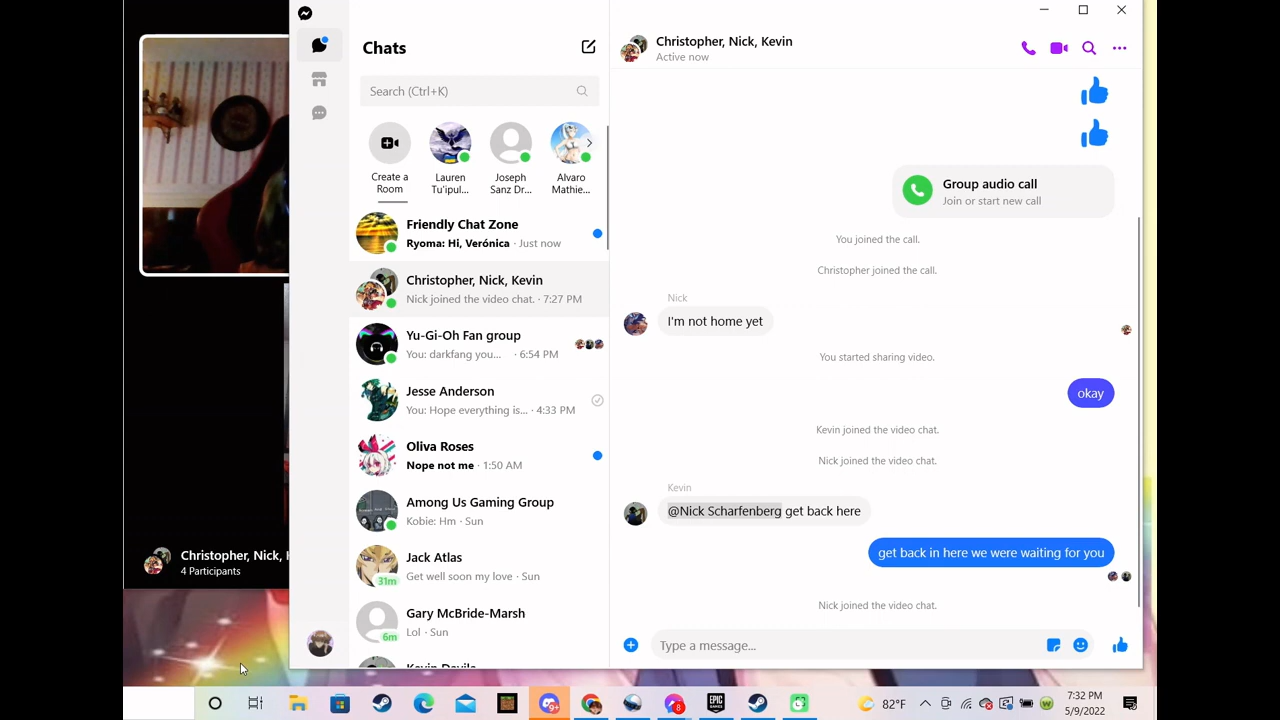 Chats
Search (Ctrl+K)
Create a
Room
Lauren
Tu'ipul...
Joseph
Sanz Dr...
Alvaro
Mathie...
Friendly Chat Zone
Ryoma: Hi, Verónica · Just now
Christopher, Nick, Kevin
Nick joined the video chat. · 7:27 PM
Yu-Gi-Oh Fan group
You: darkfang you... · 6:54 PM
Jesse Anderson
You: Hope everything is... · 4:33 PM
Oliva Roses
Nope not me · 1:50 AM
Among Us Gaming Group
Kobie: Hm · Sun
Jack Atlas
31m
Get well soon my love · Sun
Gary McBride-Marsh
6m
Lol · Sun
Christopher, Nick, Kevin
Active now
Group audio call
Join or start new call
You joined the call.
Christopher joined the call.
Nick
I'm not home yet
You started sharing video.
okay
Kevin joined the video chat.
Nick joined the video chat.
Kevin
@Nick Scharfenberg get back here
get back in here we were waiting for you
Nick joined the video chat.
Type a message...
Christopher, Nick,
4 Participants
8
EPIC
GAMES
82°F
7:32 PM
5/9/2022